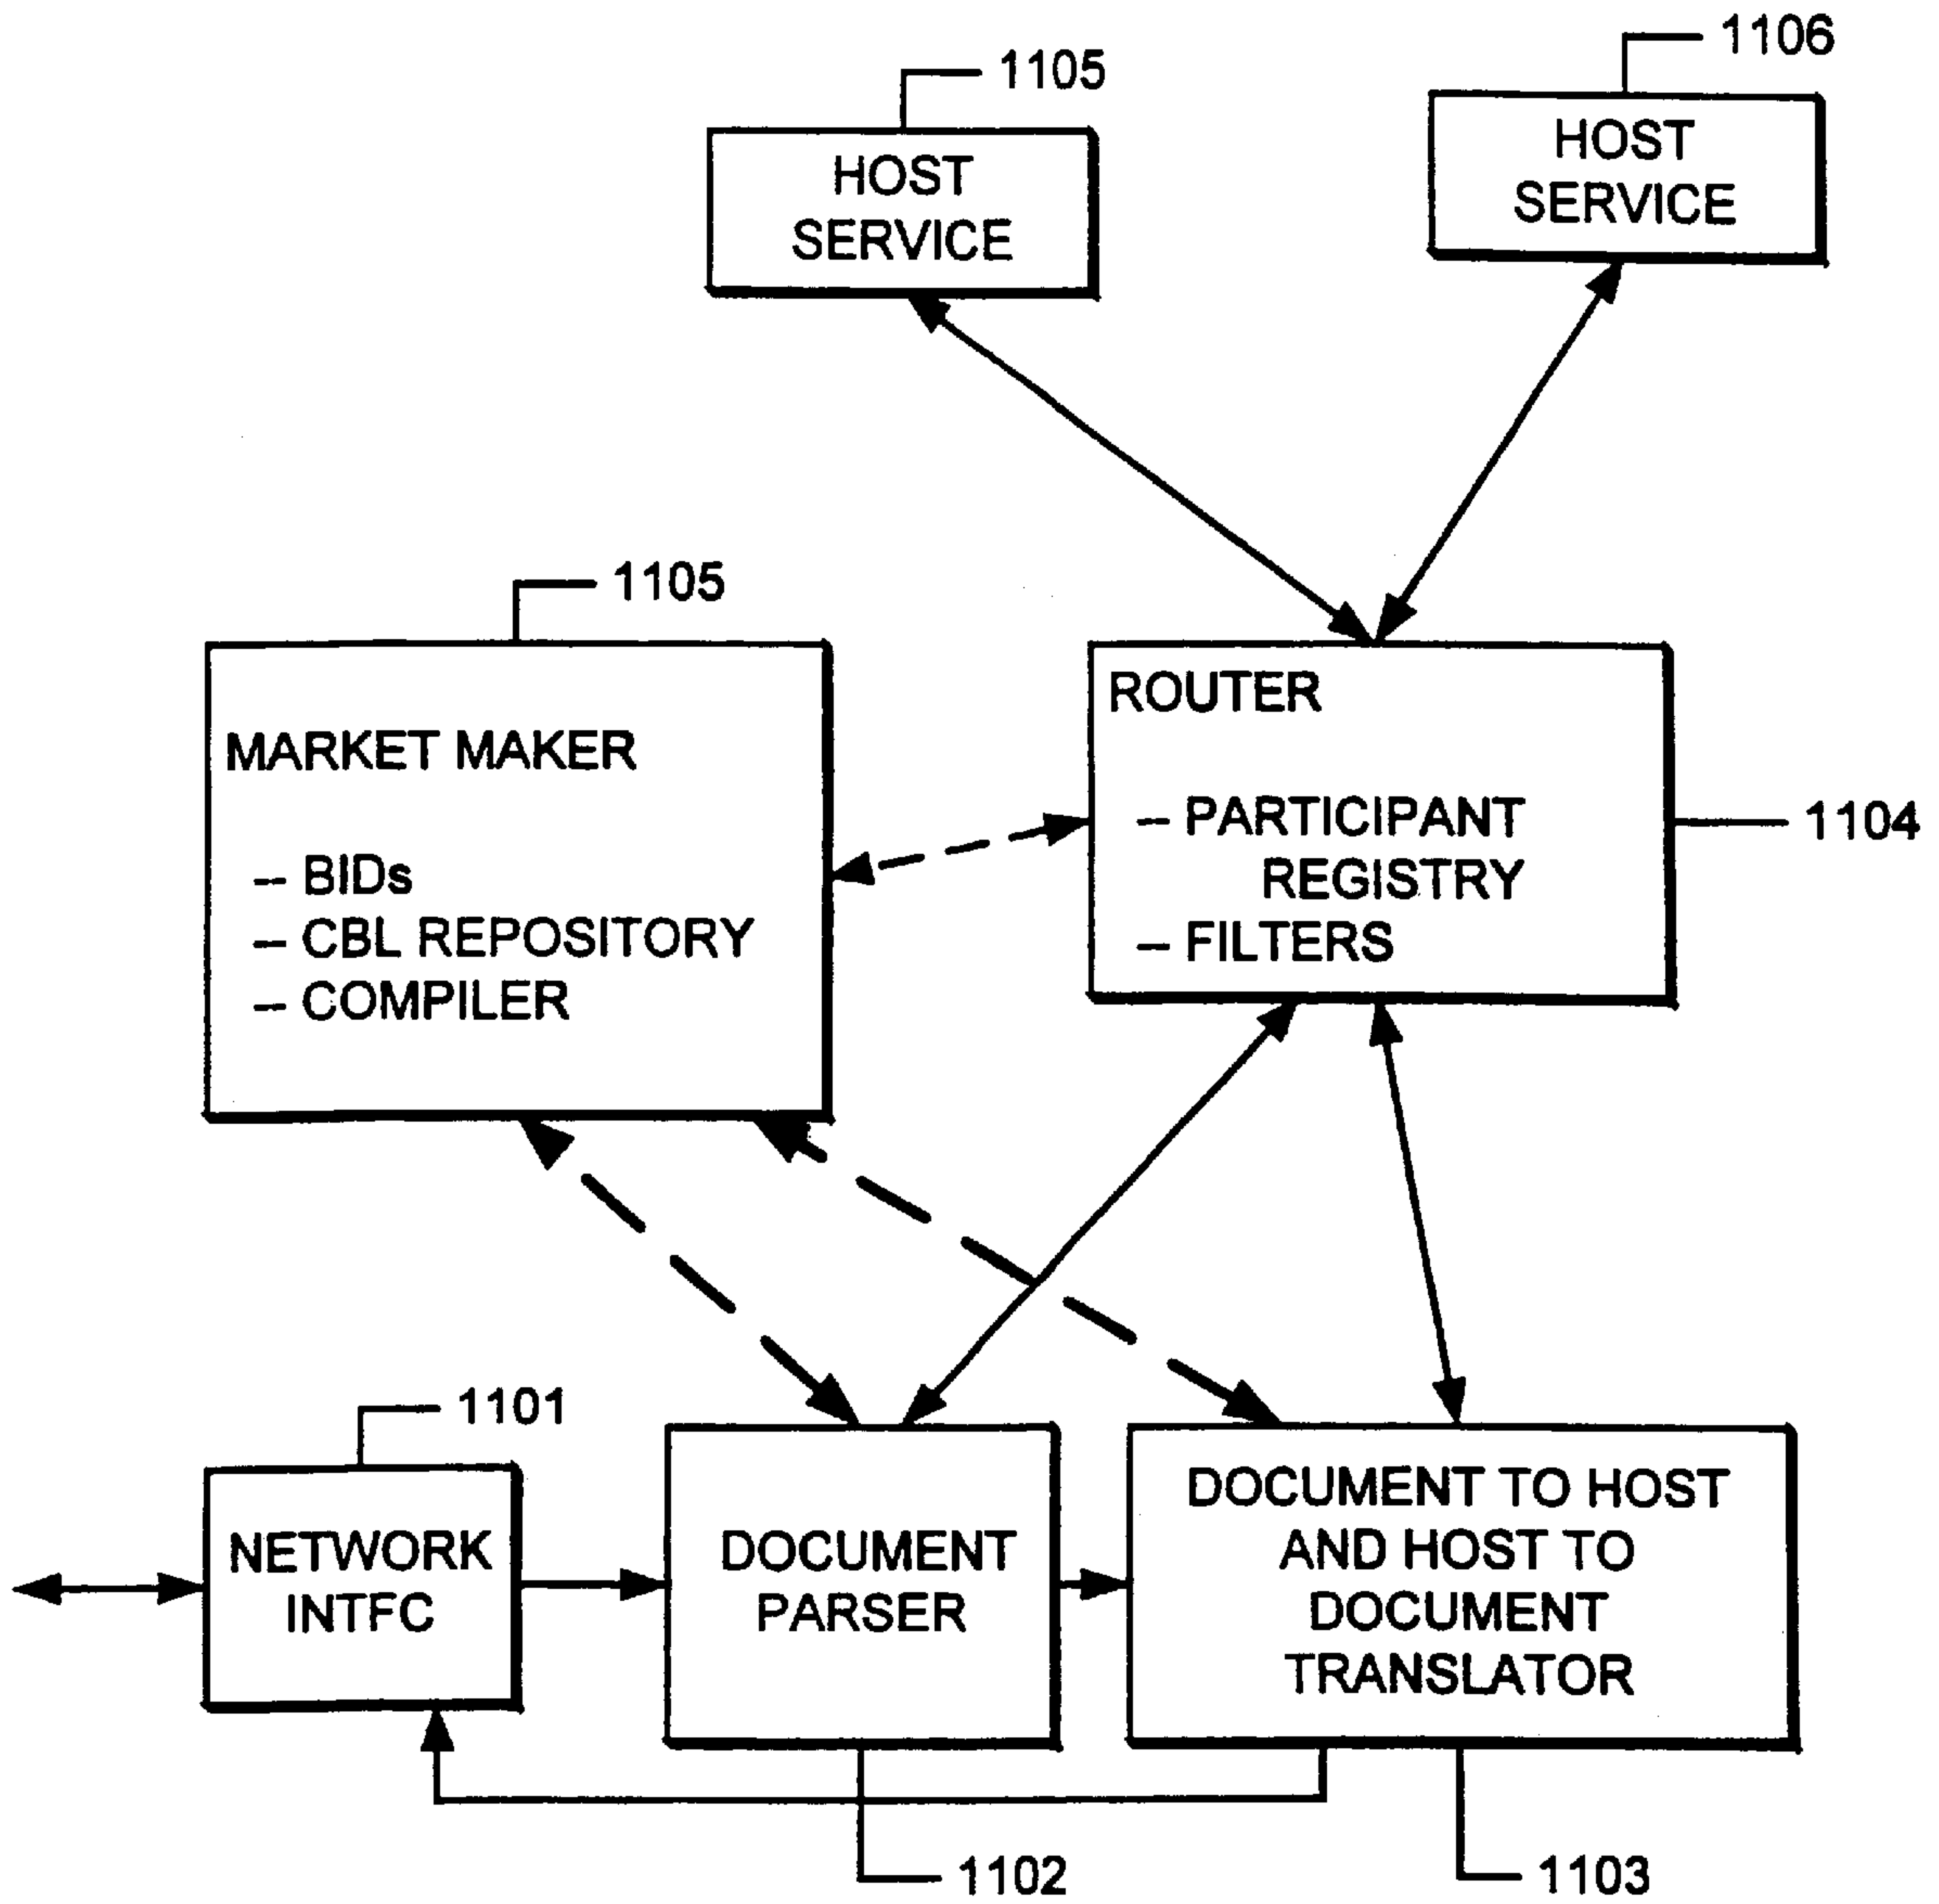 1106
1105
HOST
SERVICE
HOST
SERVICE
1105
MARKET MAKER
-- BIDs
-- CBL REPOSITORY
-- COMPILER
ROUTER
-- PARTICIPANT
REGISTRY
-- FILTERS
1104
1101
NETWORK
INTFC
DOCUMENT
PARSER
DOCUMENT TO HOST
AND HOST TO
DOCUMENT
TRANSLATOR
1102
1103